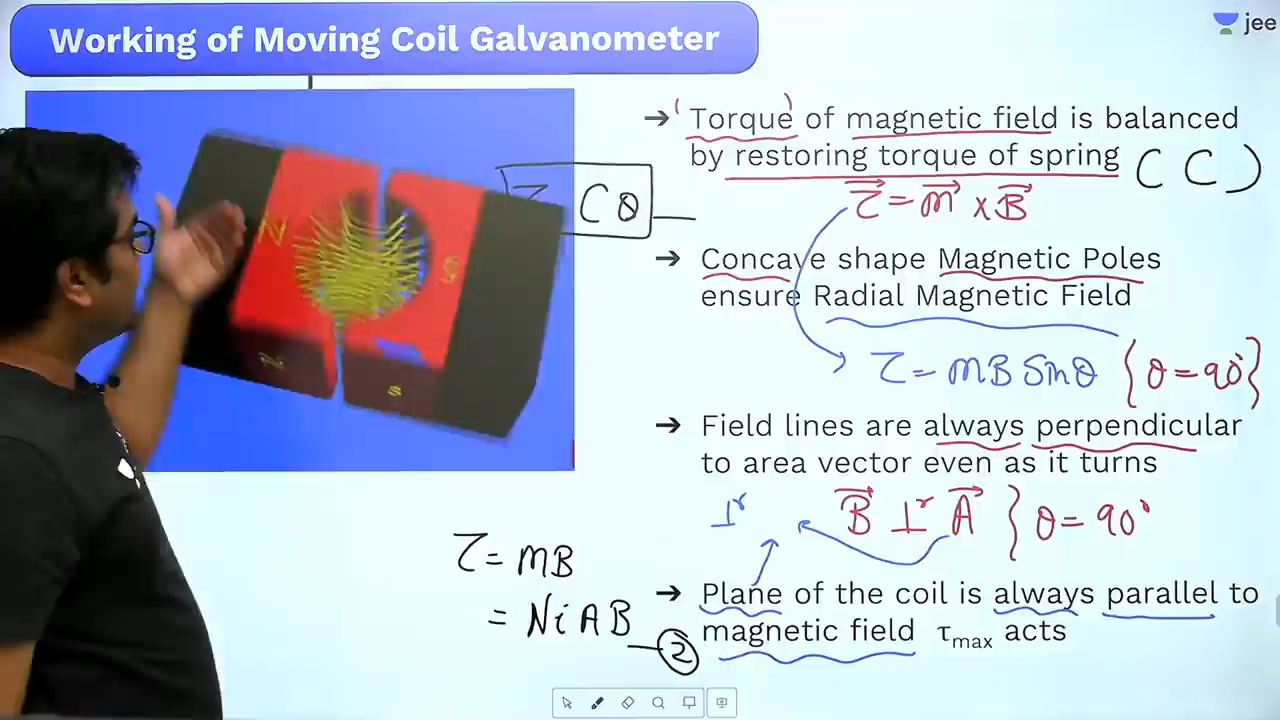 Working of Moving Coil Galvanometer
jee
→ (Torque) of magnetic field is balanced
by restoring torque of spring (C)
τ⃗ = m⃗ × B⃗
Cθ
N
S
S
→ Concave shape Magnetic Poles
ensure Radial Magnetic Field
τ = MB Sinθ {θ = 90°}
→ Field lines are always perpendicular
to area vector even as it turns
⊥r B⃗ ⊥r A⃗ } θ = 90°
τ = MB
= NiAB
②
→ Plane of the coil is always parallel to
magnetic field τmax acts